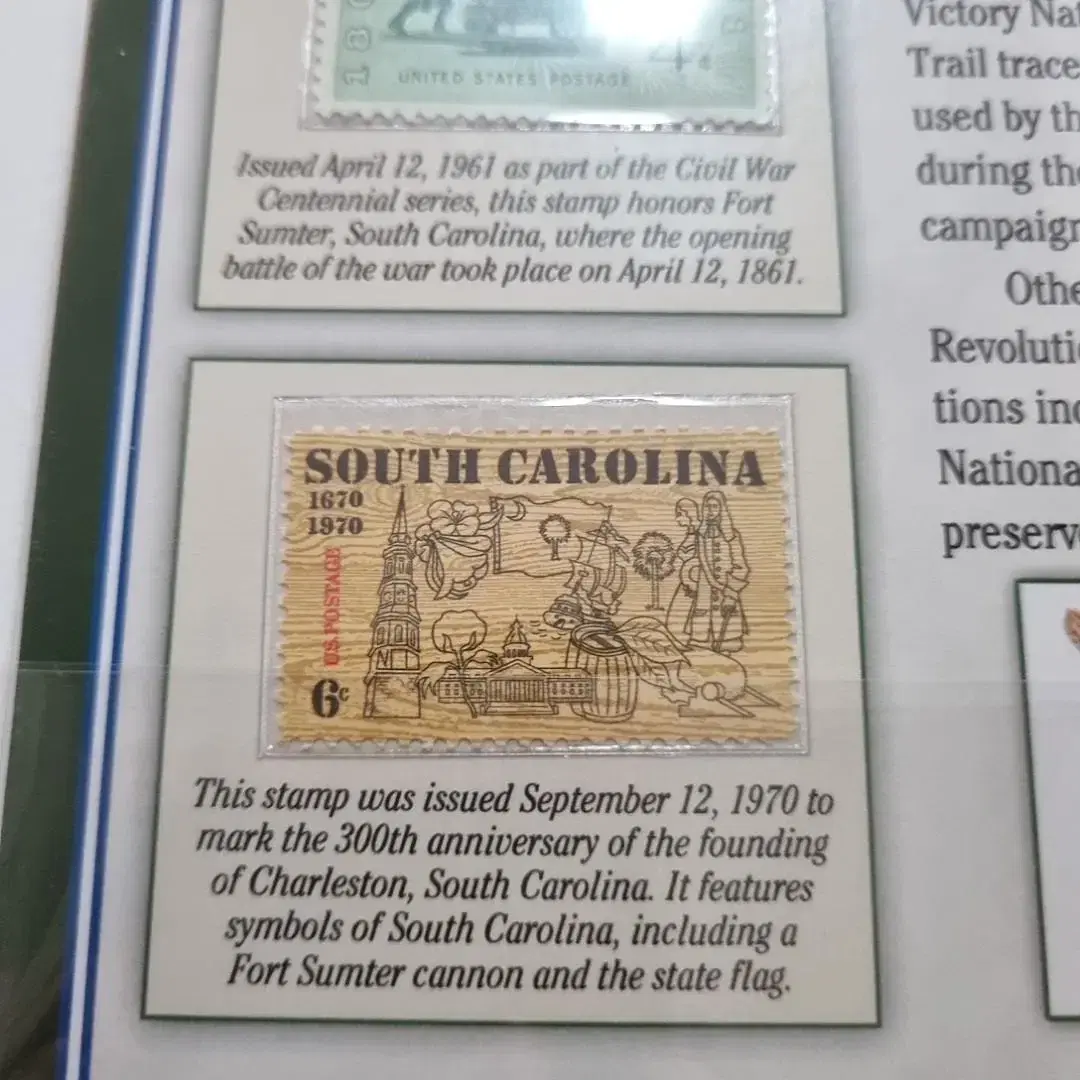 UNITED STATES POSTAGE
4¢
Issued April 12, 1961 as part of the Civil War
Centennial series, this stamp honors Fort
Sumter, South Carolina, where the opening
battle of the war took place on April 12, 1861.
SOUTH CAROLINA
1670
1970
U.S. POSTAGE
6c
This stamp was issued September 12, 1970 to
mark the 300th anniversary of the founding
of Charleston, South Carolina. It features
symbols of South Carolina, including a
Fort Sumter cannon and the state flag.
Victory Nat
Trail trace
used by th
during the
campaign
Othe
Revoluti
tions inc
Nationa
preserv